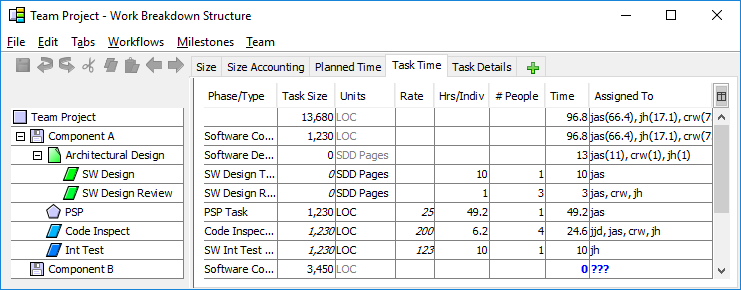 Team Project - Work Breakdown Structure
File Edit Tabs Workflows Milestones Team
Size Size Accounting Planned Time Task Time Task Details
Phase/Type Task Size Units Rate Hrs/Indiv # People Time Assigned To
Team Project 13,680 LOC 96.8 jas(66.4), jh(17.1), crw(7
Component A Software Co... 1,230 LOC 96.8 jas(66.4), jh(17.1), crw(7
Architectural Design Software De... 0 SDD Pages 13 jas(11), crw(1), jh(1)
SW Design SW Design T... 0 SDD Pages 10 1 10 jas
SW Design Review SW Design R... 0 SDD Pages 1 3 3 jas, crw, jh
PSP PSP Task 1,230 LOC 25 49.2 1 49.2 jas
Code Inspect Code Inspec... 1,230 LOC 200 6.2 4 24.6 jjd, jas, crw, jh
Int Test SW Int Test ... 1,230 LOC 123 10 1 10 jh
Component B Software Co... 3,450 LOC 0 ???